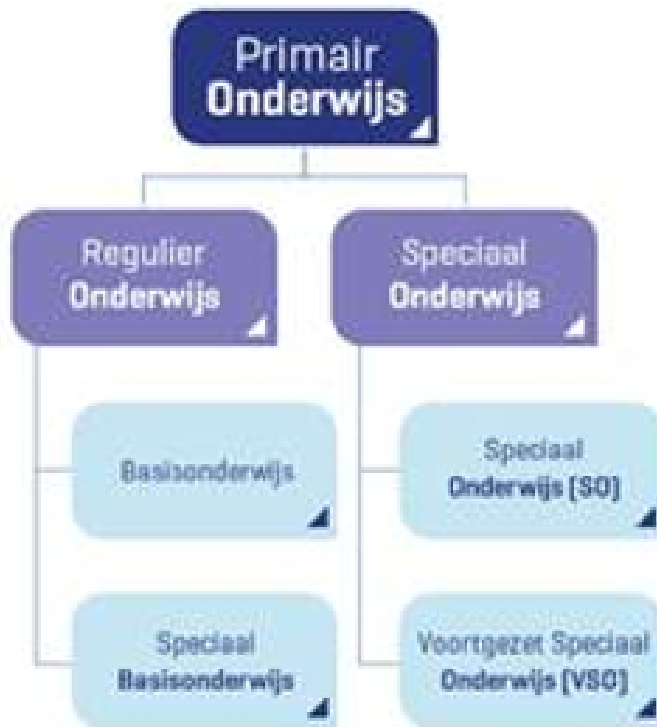 Primair
Onderwijs
Regulier
Onderwijs
Speciaal
Onderwijs
Basisonderwijs
Speciaal
Onderwijs [SO]
Speciaal
Basisonderwijs
Voortgezet Speciaal
Onderwijs [VSO]